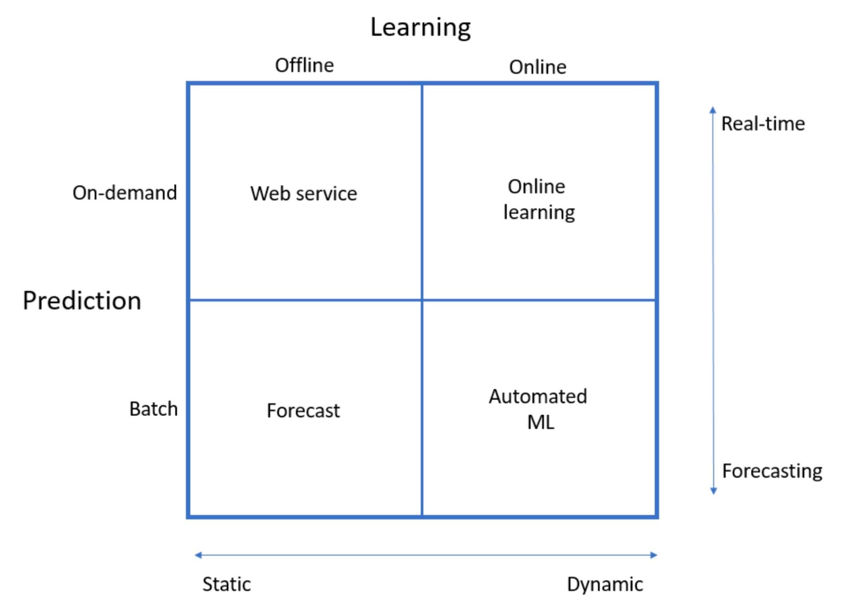 Learning
Offline
Online
Real-time
On-demand
Web service
Online
learning
Prediction
Batch
Forecast
Automated
ML
Forecasting
Static
Dynamic